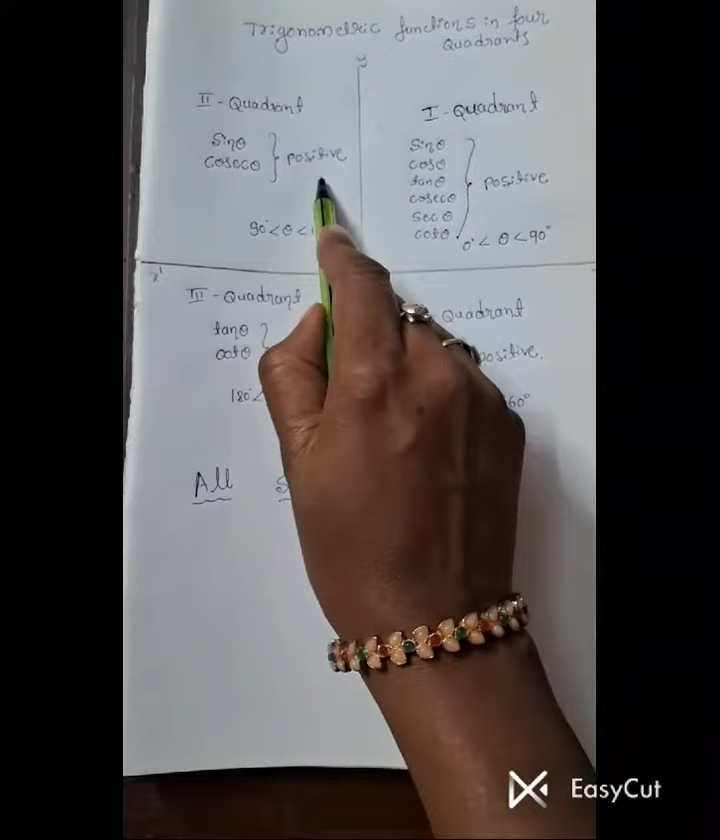 Trigonometric functions in four
Quadrants
y
II - Quadrant
sinθ
cosecθ
positive
90° < θ <
I - Quadrant
sinθ
cosθ
tanθ
cosecθ
secθ
cotθ
positive
0° < θ < 90°
x'
III - Quadrant
tanθ
cotθ
180° <
- Quadrant
positive.
60°
All
S
EasyCut